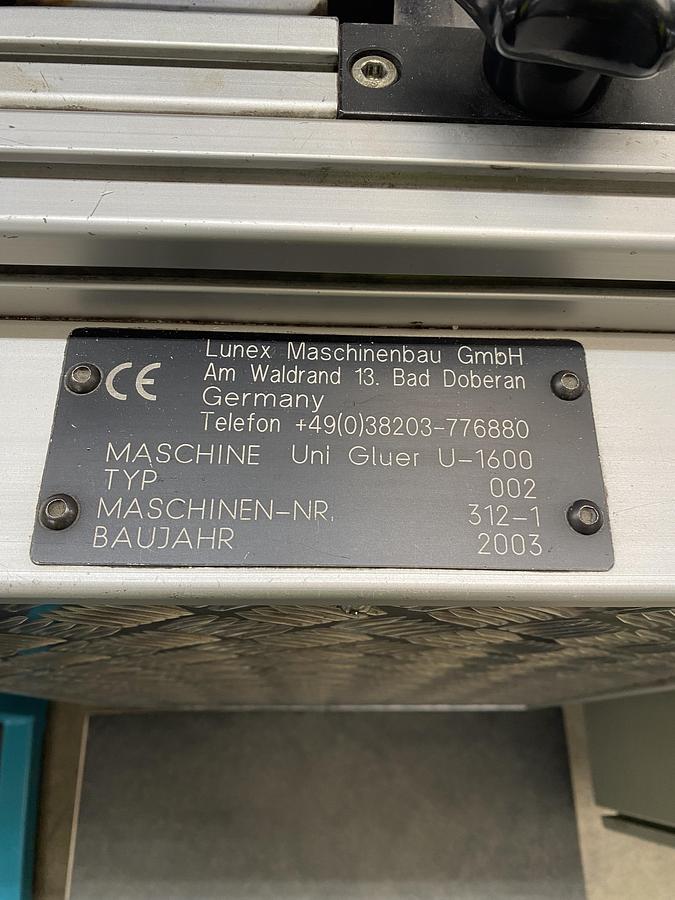 CE
Lunex Maschinenbau GmbH
Am Waldrand 13. Bad Doberan
Germany
Telefon +49(0)38203-776880
MASCHINE Uni Gluer U-1600
TYP 002
MASCHINEN-NR. 312-1
BAUJAHR 2003